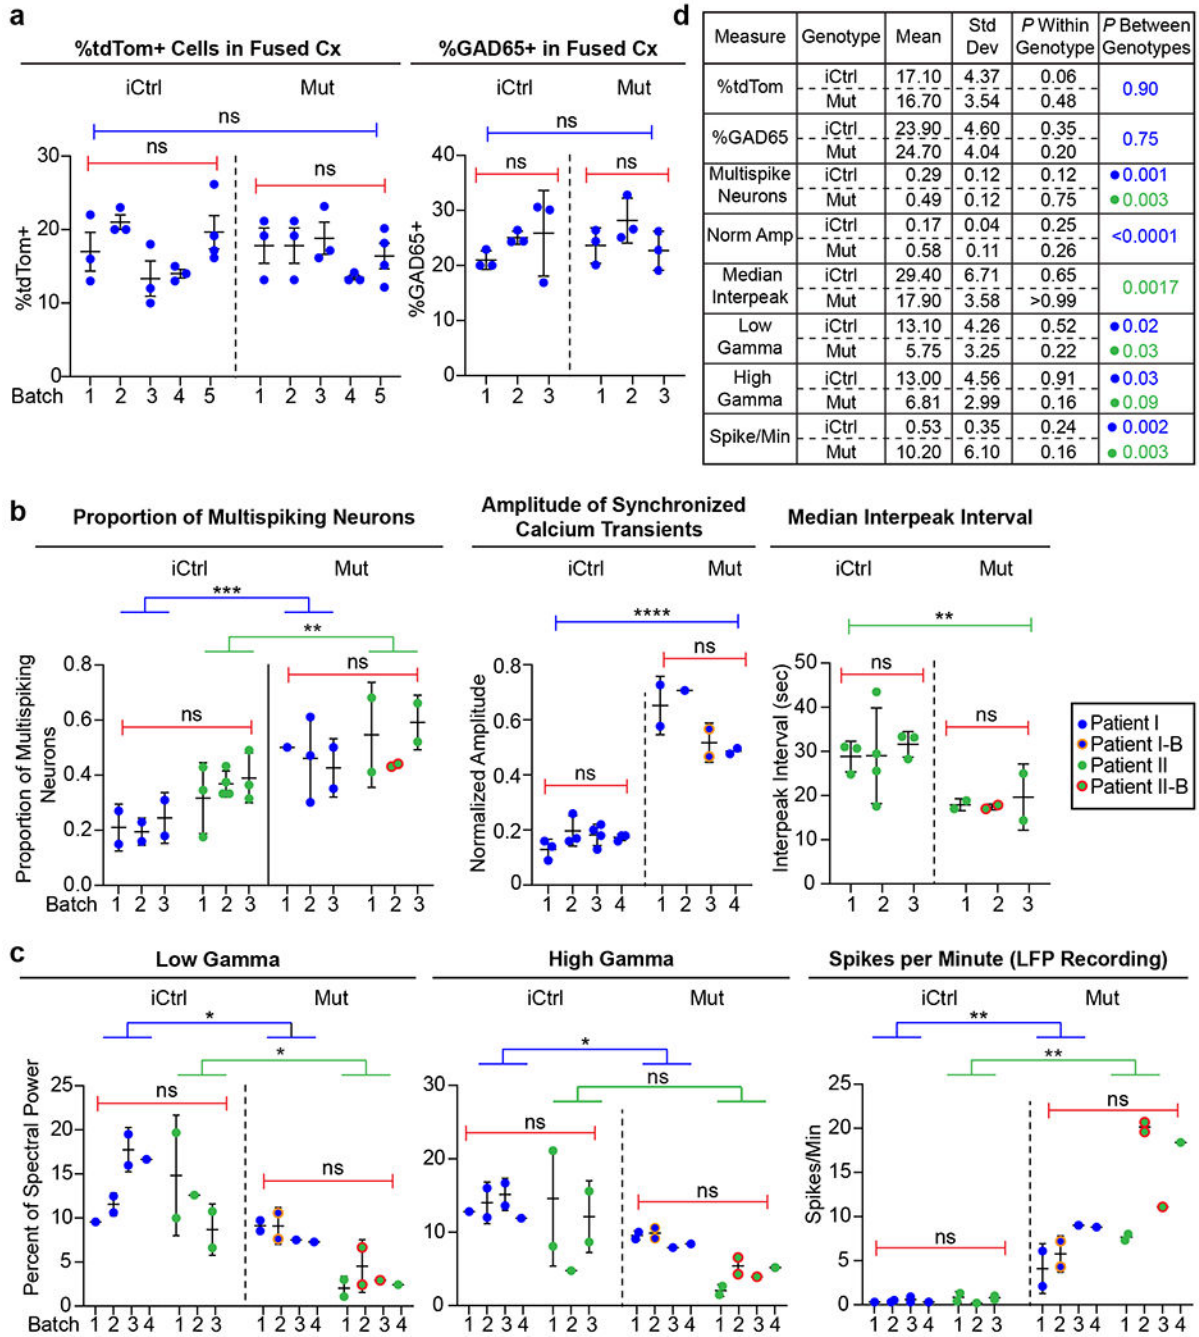 a
%tdTom+ Cells in Fused Cx
iCtrl Mut
ns
ns
ns
%tdTom+
30
20
10
0
Batch 1 2 3 4 5 1 2 3 4 5
%GAD65+ in Fused Cx
iCtrl Mut
ns
ns ns
%GAD65+
40
30
20
10
0
1 2 3 1 2 3
d
Measure Genotype Mean Std Dev P Within Genotype P Between Genotypes
%tdTom iCtrl 17.10 4.37 0.06 0.90
Mut 16.70 3.54 0.48
%GAD65 iCtrl 23.90 4.60 0.35 0.75
Mut 24.70 4.04 0.20
Multispike Neurons iCtrl 0.29 0.12 0.12 0.001
Mut 0.49 0.12 0.75 0.003
Norm Amp iCtrl 0.17 0.04 0.25 <0.0001
Mut 0.58 0.11 0.26
Median Interpeak iCtrl 29.40 6.71 0.65 0.0017
Mut 17.90 3.58 >0.99
Low Gamma iCtrl 13.10 4.26 0.52 0.02
Mut 5.75 3.25 0.22 0.03
High Gamma iCtrl 13.00 4.56 0.91 0.03
Mut 6.81 2.99 0.16 0.09
Spike/Min iCtrl 0.53 0.35 0.24 0.002
Mut 10.20 6.10 0.16 0.003
b
Proportion of Multispiking Neurons
iCtrl Mut
***
**
ns
ns
Proportion of Multispiking
Neurons
0.8
0.6
0.4
0.2
0.0
Batch 1 2 3 1 2 3 1 2 3 1 2 3
Amplitude of Synchronized
Calcium Transients
iCtrl Mut
****
ns
ns
Normalized Amplitude
0.8
0.4
0.2
0
1 2 3 4 1 2 3 4
Median Interpeak Interval
iCtrl Mut
**
ns
ns
Interpeak Interval (sec)
50
40
30
20
10
0
1 2 3 1 2 3
Patient I
Patient I-B
Patient II
Patient II-B
c
Low Gamma
iCtrl Mut
*
*
ns
ns
Percent of Spectral Power
25
20
15
10
5
0
Batch 1 2 3 4 1 2 3 1 2 3 4 1 2 3 4
High Gamma
iCtrl Mut
*
ns
ns
ns
30
20
10
0
1 2 3 4 1 2 3 1 2 3 4 1 2 3 4
Spikes per Minute (LFP Recording)
iCtrl Mut
**
**
ns
ns
Spikes/Min
25
20
15
10
5
0
1 2 3 4 1 2 3 1 2 3 4 1 2 3 4